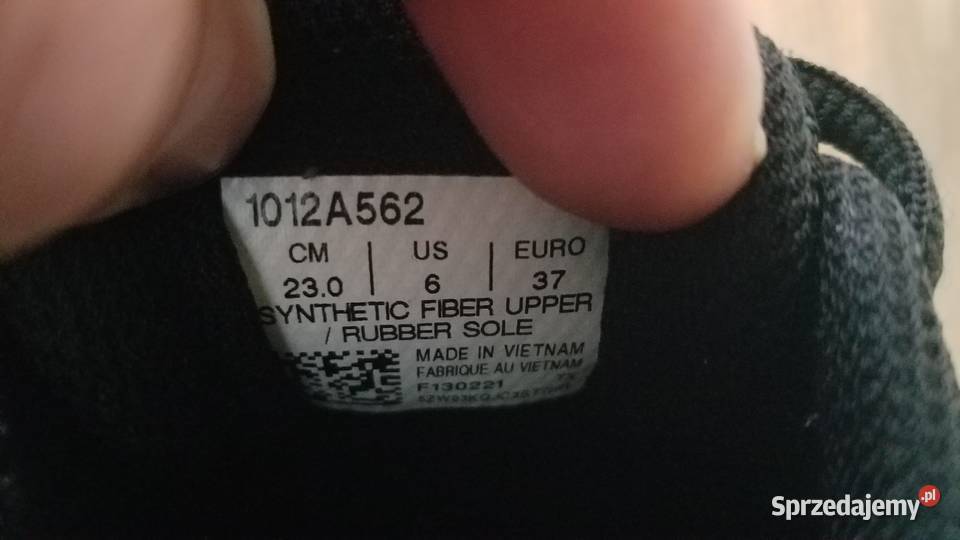 1012A562
CM | US | EURO
23.0 | 6 | 37
SYNTHETIC FIBER UPPER
/ RUBBER SOLE
MADE IN VIETNAM
FABRIQUE AU VIETNAM
F130221
Sprzedajemy.pl